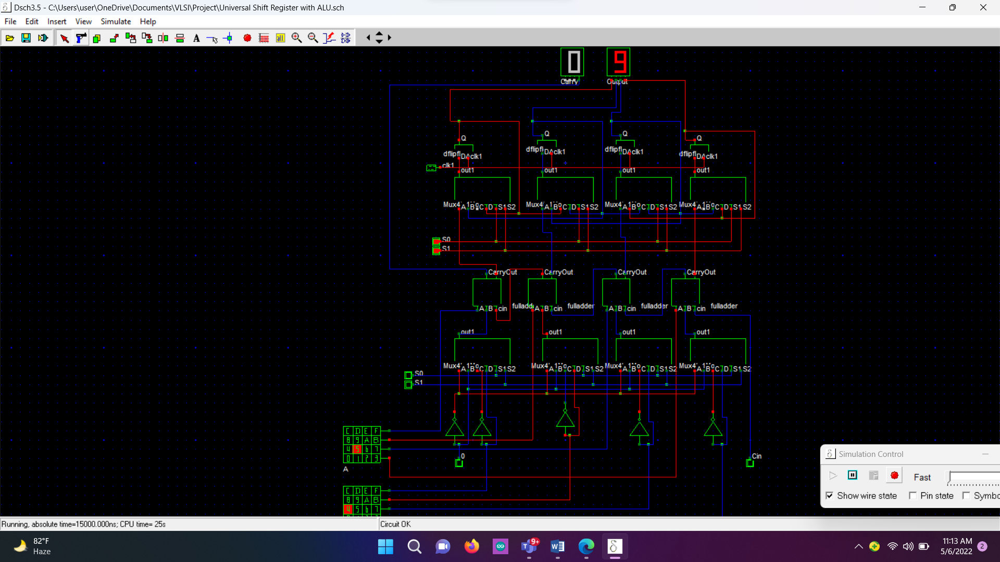 Dsch3.5 - C:\Users\user\OneDrive\Documents\VLSI\Project\Universal Shift Register with ALU.sch
File Edit Insert View Simulate Help
A all
0 9
Carry Output
Q Q Q Q
dflipfl D clk1 dflipfl D clk1 dflipfl D clk1 dflipfl D clk1
clk1
out1 out1 out1 out1
Mux4 A B C D S1 S2 Mux4 A B C D S1 S2 Mux4 A B C D S1 S2 Mux4 A B C D S1 S2
S0
S1
CarryOut CarryOut CarryOut CarryOut
A B cin fulladd A B cin fulladder A B cin fulladder A B cin fulladder
out1 out1 out1 out1
Mux4 A B C D S1 S2 Mux4 A B C D S1 S2 Mux4 A B C D S1 S2 Mux4 A B C D S1 S2
S0
S1
C D E F
8 9 A B
4 5 6 7
0 1 2 3
A
0
Cin
C D E F
8 9 A B
4 5 6 7
Simulation Control
Fast
Show wire state Pin state Symbo
Running, absolute time=15000.000ns; CPU time= 25s
Circuit OK
82°F
Haze
9+
11:13 AM
5/6/2022
2